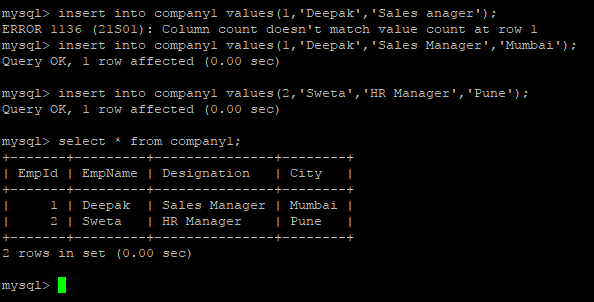 mysql> insert into company1 values(1,'Deepak','Sales anager');
ERROR 1136 (21S01): Column count doesn't match value count at row 1
mysql> insert into company1 values(1,'Deepak','Sales Manager','Mumbai');
Query OK, 1 row affected (0.00 sec)
mysql> insert into company1 values(2,'Sweta','HR Manager','Pune');
Query OK, 1 row affected (0.00 sec)
mysql> select * from company1;
+-------+---------+---------------+--------+
| EmpId | EmpName | Designation   | City   |
+-------+---------+---------------+--------+
|     1 | Deepak  | Sales Manager | Mumbai |
|     2 | Sweta   | HR Manager    | Pune   |
+-------+---------+---------------+--------+
2 rows in set (0.00 sec)
mysql>